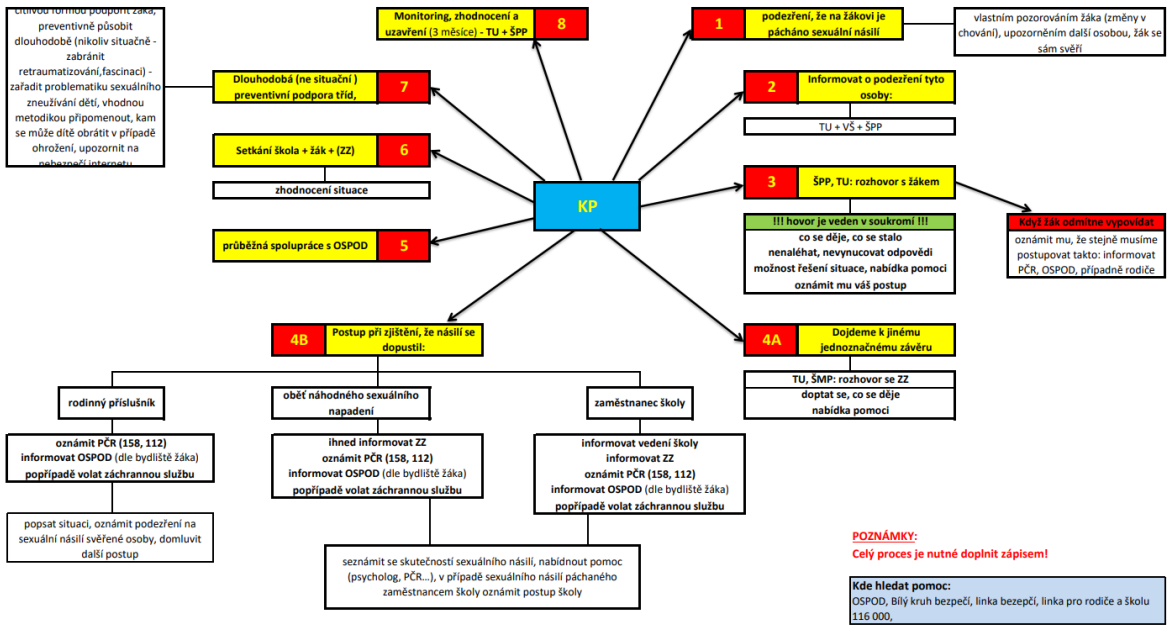 citlivou formou podpořit žáka,
preventivně působit
dlouhodobě (nikoliv situačně -
zabránit
retraumatizování,fascinaci) -
zařadit problematiku sexuálního
zneužívání dětí, vhodnou
metodikou připomenout, kam
se může dítě obrátit v případě
ohrožení, upozornit na
nebezpečí internetu
Monitoring, zhodnocení a
uzavření (3 měsíce) - TU + ŠPP
8
1
podezření, že na žákovi je
pácháno sexuální násilí
vlastním pozorováním žáka (změny v
chování), upozorněním další osobou, žák se
sám svěří
Dlouhodobá (ne situační )
preventivní podpora tříd,
7
2
Informovat o podezření tyto
osoby:
TU + VŠ + ŠPP
Setkání škola + žák + (ZZ)
6
zhodnocení situace
3
ŠPP, TU: rozhovor s žákem
!!! hovor je veden v soukromí !!!
co se děje, co se stalo
nenaléhat, nevynucovat odpovědi
možnost řešení situace, nabídka pomoci
oznámit mu váš postup
Když žák odmítne vypovídat
oznámit mu, že stejně musíme
postupovat takto: informovat
PČR, OSPOD, případně rodiče
KP
průběžná spolupráce s OSPOD
5
4B
Postup při zjištění, že násilí se
dopustil:
4A
Dojdeme k jinému
jednoznačnému závěru
TU, ŠMP: rozhovor se ZZ
doptat se, co se děje
nabídka pomoci
rodinný příslušník
oběť náhodného sexuálního
napadení
zaměstnanec školy
oznámit PČR (158, 112)
informovat OSPOD (dle bydliště žáka)
popřípadě volat záchrannou službu
ihned informovat ZZ
oznámit PČR (158, 112)
informovat OSPOD (dle bydliště žáka)
popřípadě volat záchrannou službu
informovat vedení školy
informovat ZZ
oznámit PČR (158, 112)
informovat OSPOD (dle bydliště žáka)
popřípadě volat záchrannou službu
popsat situaci, oznámit podezření na
sexuální násilí svěřené osoby, domluvit
další postup
seznámit se skutečností sexuálního násilí, nabídnout pomoc
(psycholog, PČR...), v případě sexuálního násilí páchaného
zaměstnancem školy oznámit postup školy
POZNÁMKY:
Celý proces je nutné doplnit zápisem!
Kde hledat pomoc:
OSPOD, Bílý kruh bezpečí, linka bezepčí, linka pro rodiče a školu
116 000,